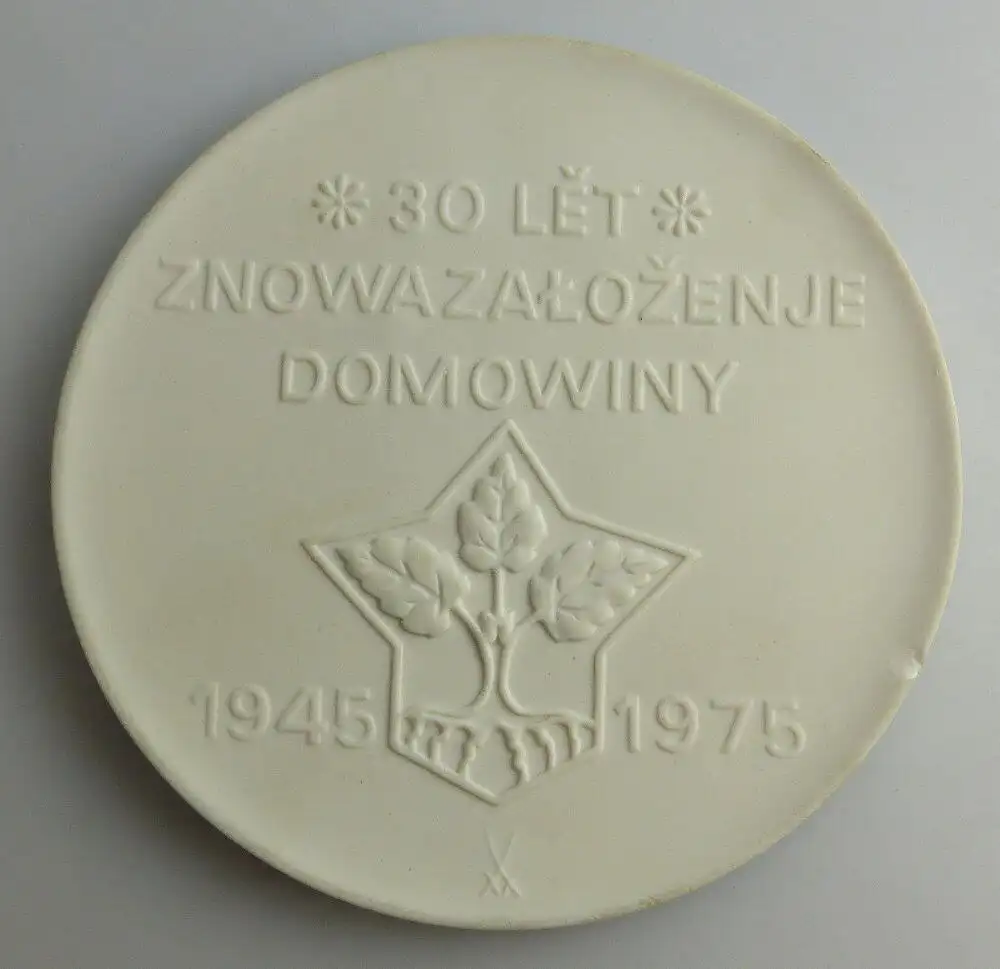 * 30 LĚT *
ZNOWAZAŁOŽENJE
DOMOWINY
1945 1975